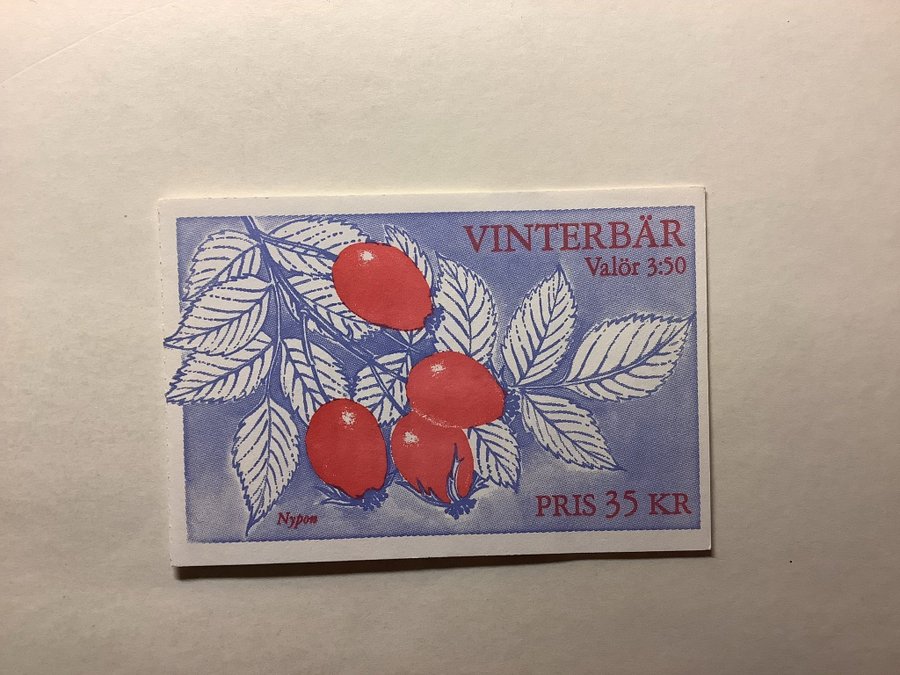 VINTERBÄR
Valör 3:50
PRIS 35 KR
Nypon